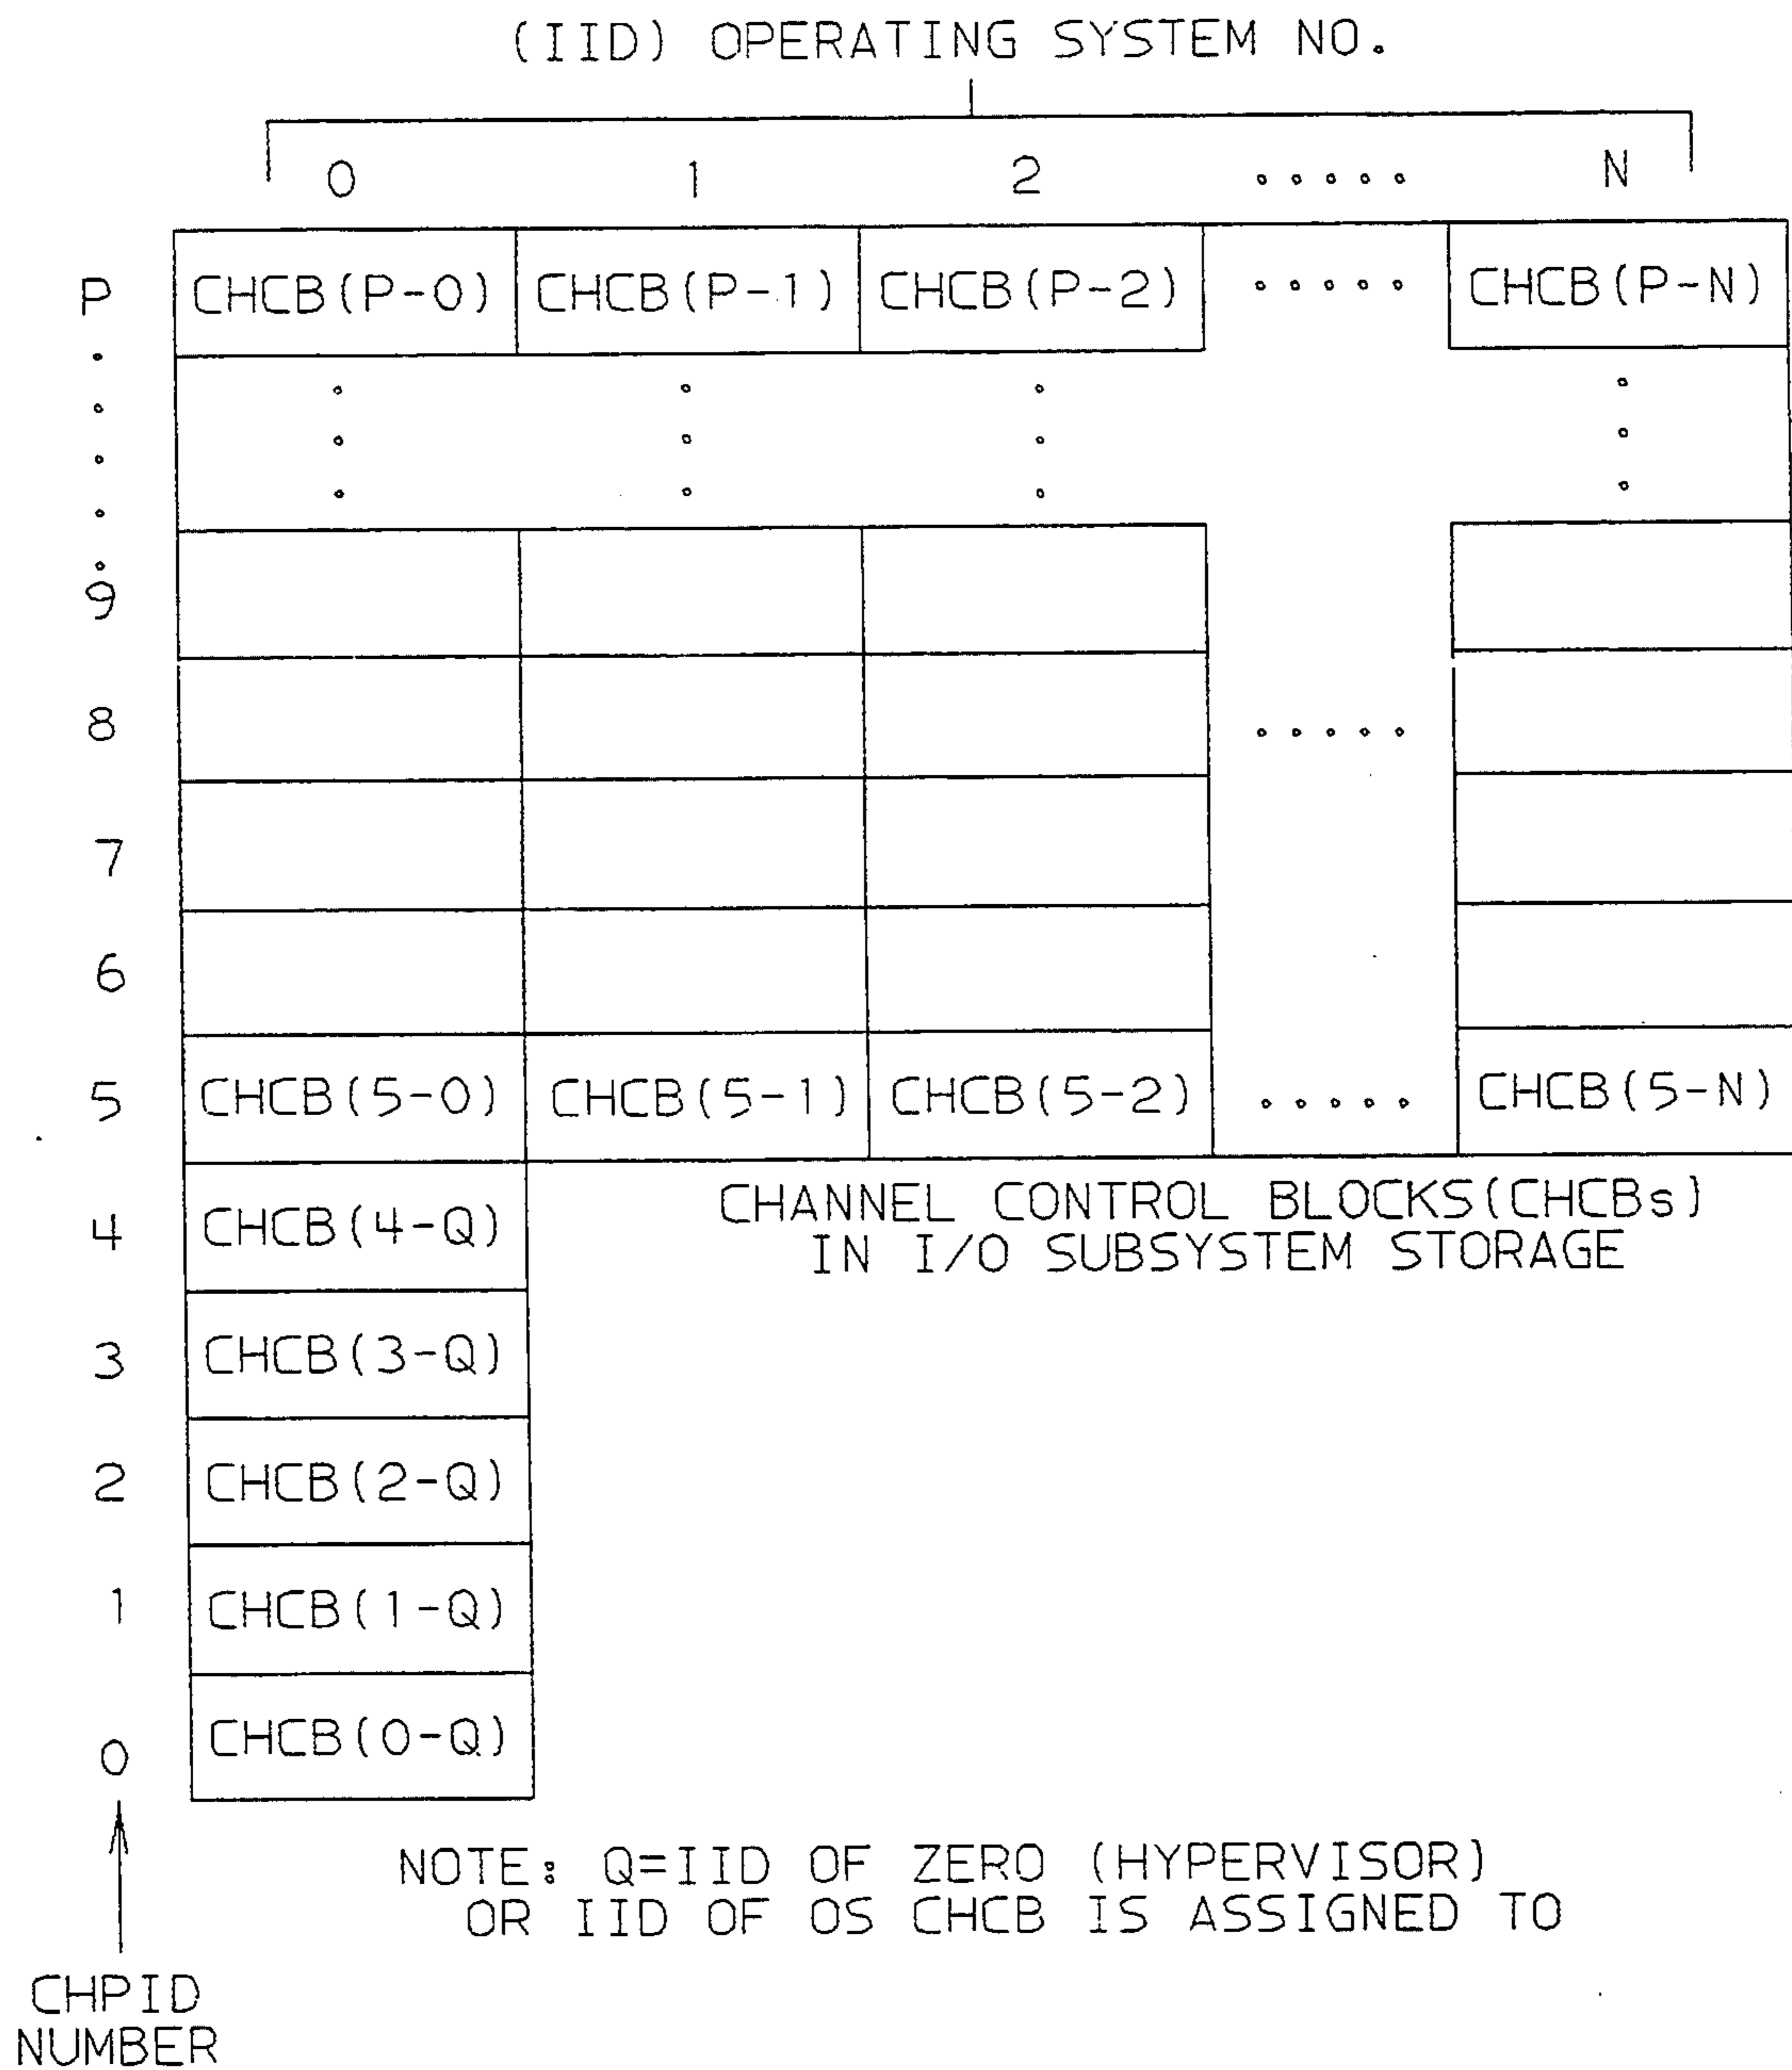 (IID) OPERATING SYSTEM NO.
0 1 2 ..... N
P CHCB(P-0) CHCB(P-1) CHCB(P-2) ..... CHCB(P-N)
9
8 .....
7
6
5 CHCB(5-0) CHCB(5-1) CHCB(5-2) ..... CHCB(5-N)
4 CHCB(4-Q) CHANNEL CONTROL BLOCKS(CHCBs)
IN I/O SUBSYSTEM STORAGE
3 CHCB(3-Q)
2 CHCB(2-Q)
1 CHCB(1-Q)
0 CHCB(0-Q)
NOTE: Q=IID OF ZERO (HYPERVISOR)
OR IID OF OS CHCB IS ASSIGNED TO
CHPID
NUMBER